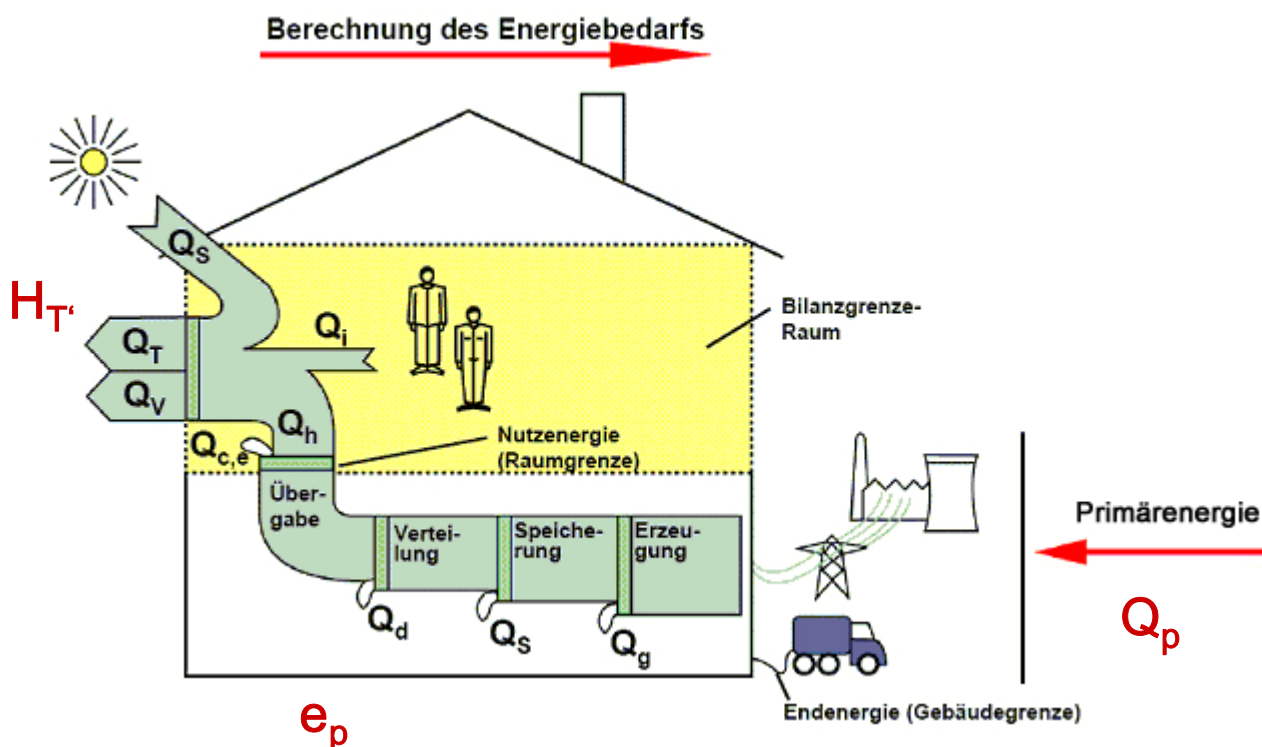 Berechnung des Energiebedarfs
Q_S
H_T'
Q_i
Bilanzgrenze-
Raum
Q_T
Q_V
Q_h
Q_c,e
Nutzenergie
(Raumgrenze)
Über-
gabe
Vertei-
lung
Speiche-
rung
Erzeu-
gung
Primärenergie
Q_d
Q_S
Q_g
Q_p
Endenergie (Gebäudegrenze)
e_p